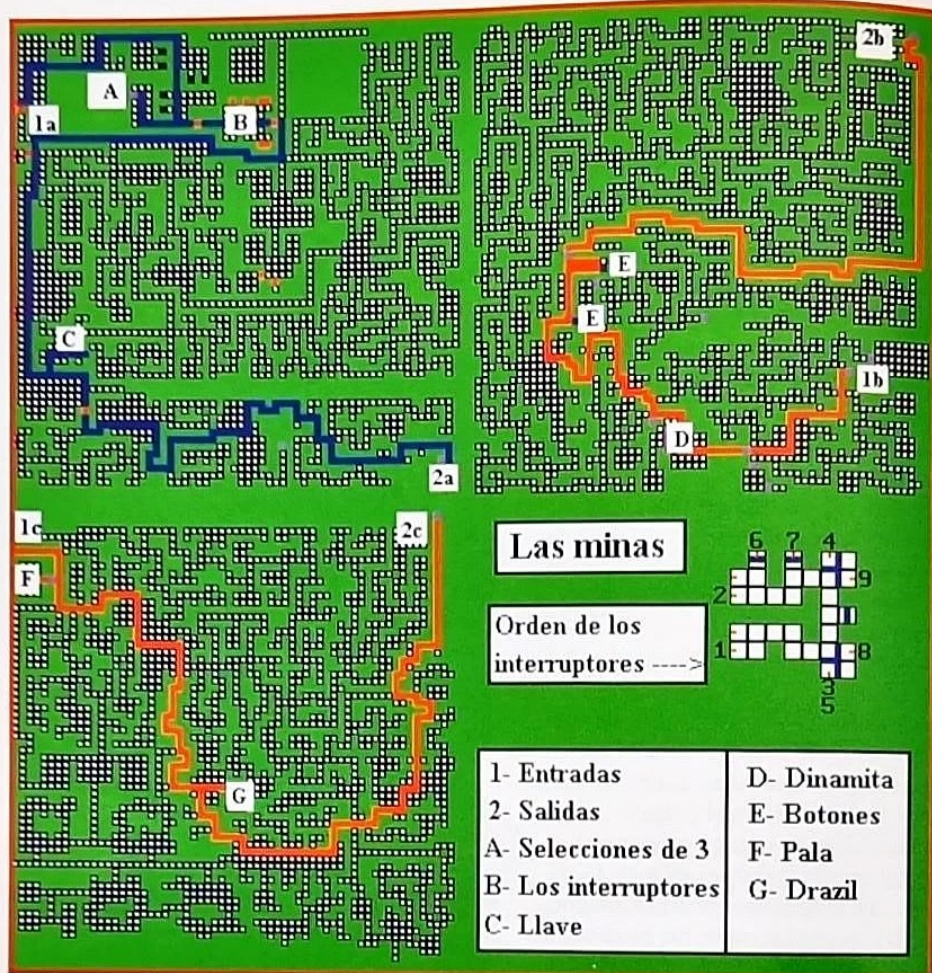 2b
A
1a
B
E
E
C
1b
D
2a
1c
2c
F
Las minas
6 7 4
9
2
Orden de los
interruptores ---->
1
8
3
5
G
1- Entradas
2- Salidas
A- Selecciones de 3
B- Los interruptores
C- Llave
D- Dinamita
E- Botones
F- Pala
G- Drazil